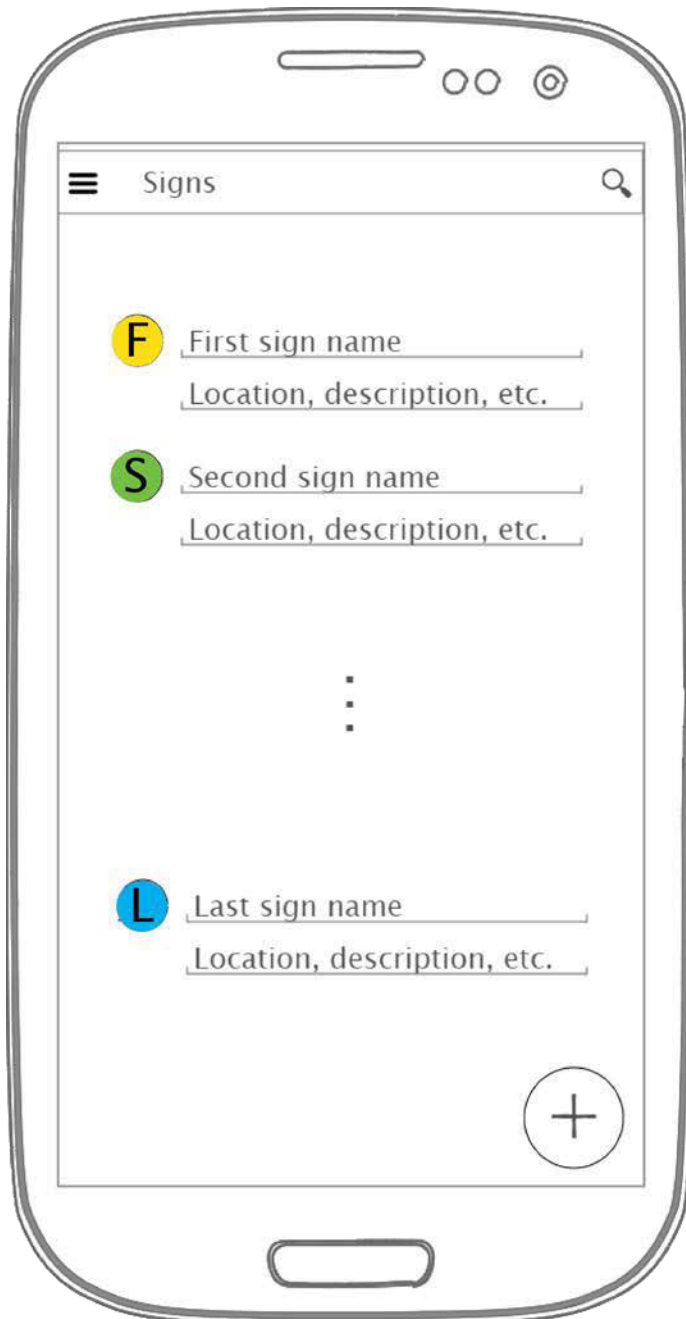 Signs
F First sign name
Location, description, etc.
S Second sign name
Location, description, etc.
L Last sign name
Location, description, etc.